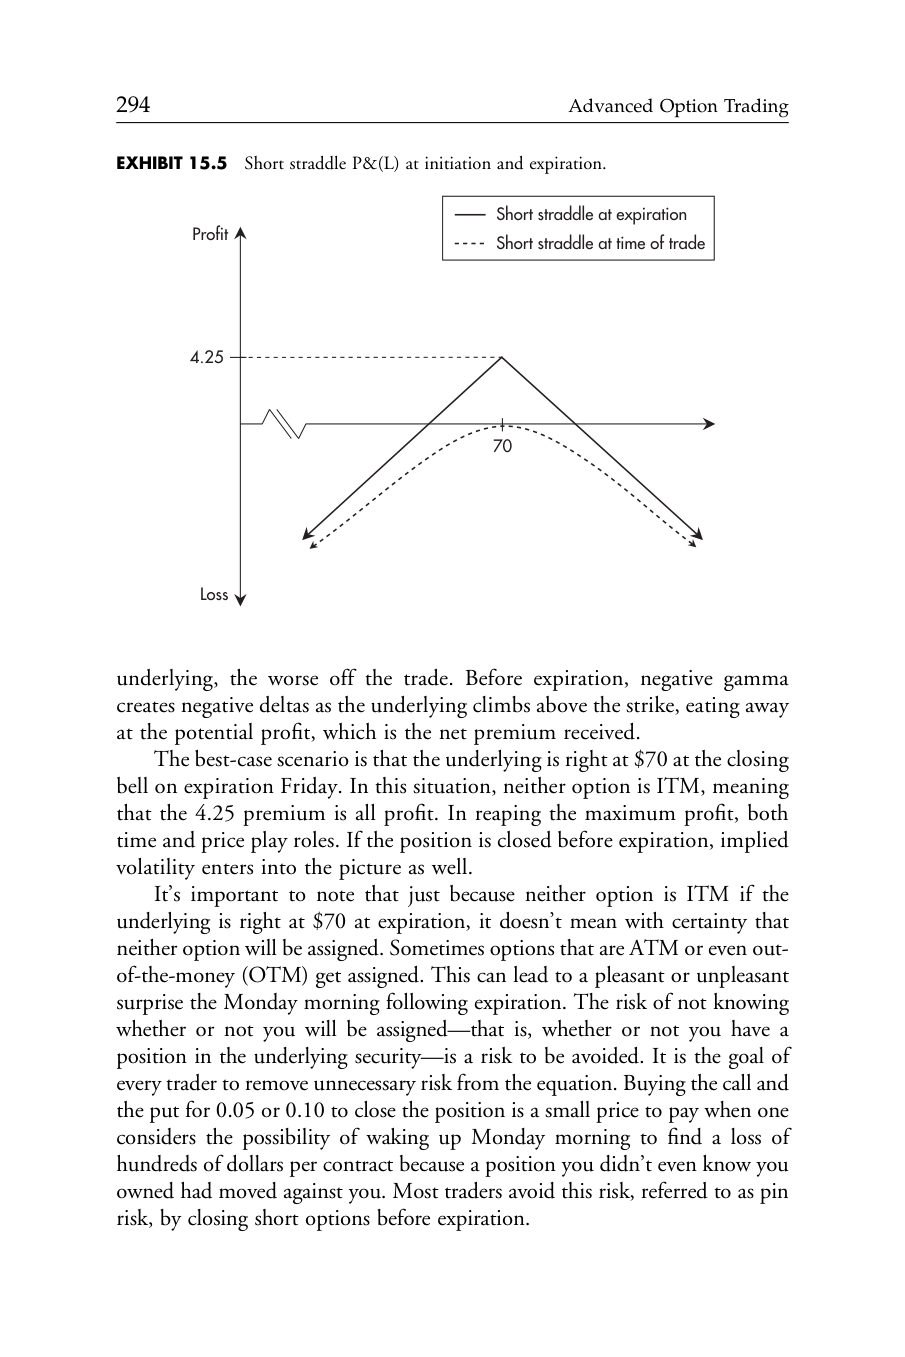 294 Advanced Option Trading
EXHIBIT 15.5 Short straddle P&(L) at initiation and expiration.
Short straddle at expiration
Short straddle at time of trade
Profit
4.25
70
Loss
underlying, the worse off the trade. Before expiration, negative gamma
creates negative deltas as the underlying climbs above the strike, eating away
at the potential profit, which is the net premium received.
The best-case scenario is that the underlying is right at $70 at the closing
bell on expiration Friday. In this situation, neither option is ITM, meaning
that the 4.25 premium is all profit. In reaping the maximum profit, both
time and price play roles. If the position is closed before expiration, implied
volatility enters into the picture as well.
It’s important to note that just because neither option is ITM if the
underlying is right at $70 at expiration, it doesn’t mean with certainty that
neither option will be assigned. Sometimes options that are ATM or even out-
of-the-money (OTM) get assigned. This can lead to a pleasant or unpleasant
surprise the Monday morning following expiration. The risk of not knowing
whether or not you will be assigned—that is, whether or not you have a
position in the underlying security—is a risk to be avoided. It is the goal of
every trader to remove unnecessary risk from the equation. Buying the call and
the put for 0.05 or 0.10 to close the position is a small price to pay when one
considers the possibility of waking up Monday morning to find a loss of
hundreds of dollars per contract because a position you didn’t even know you
owned had moved against you. Most traders avoid this risk, referred to as pin
risk, by closing short options before expiration.